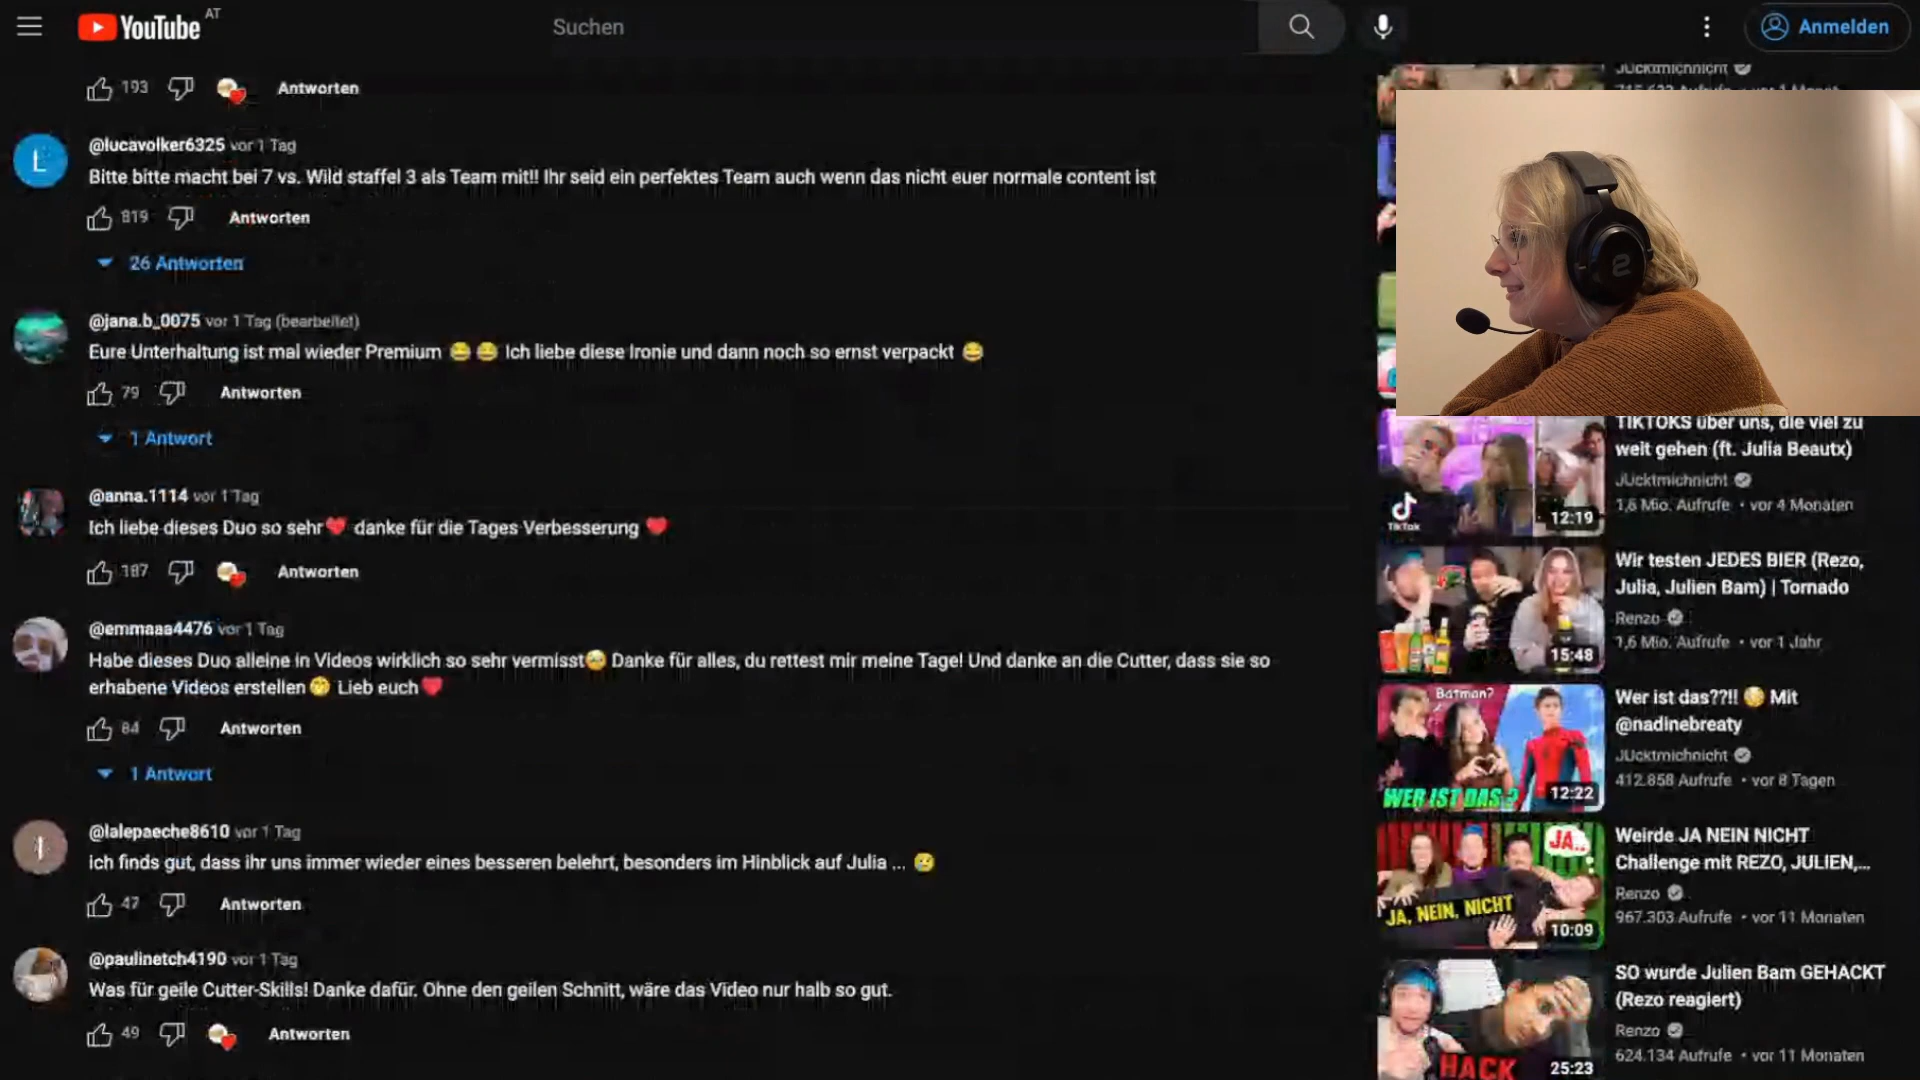 YouTube AT
Suchen
Anmelden
193 Antworten
@lucavolker6325 vor 1 Tag
Bitte bitte macht bei 7 vs. Wild staffel 3 als Team mit!! Ihr seid ein perfektes Team auch wenn das nicht euer normale content ist
819 Antworten
26 Antworten
@jana.b_0075 vor 1 Tag (bearbeitet)
Eure Unterhaltung ist mal wieder Premium 😂😂 Ich liebe diese Ironie und dann noch so ernst verpackt 😂
79 Antworten
1 Antwort
@anna.1114 vor 1 Tag
Ich liebe dieses Duo so sehr❤️ danke für die Tages Verbesserung ❤️
187 Antworten
@emmaaa4476 vor 1 Tag
Habe dieses Duo alleine in Videos wirklich so sehr vermisst🥹 Danke für alles, du rettest mir meine Tage! Und danke an die Cutter, dass sie so
erhabene Videos erstellen😁 Lieb euch❤️
84 Antworten
1 Antwort
@lalepaeche8610 vor 1 Tag
ich finds gut, dass ihr uns immer wieder eines besseren belehrt, besonders im Hinblick auf Julia ... 🥲
47 Antworten
@paulinetch4190 vor 1 Tag
Was für geile Cutter-Skills! Danke dafür. Ohne den geilen Schnitt, wäre das Video nur halb so gut.
49 Antworten
JUcktmichnicht
TIKTOKS über uns, die viel zu
weit gehen (ft. Julia Beautx)
JUcktmichnicht
1,6 Mio. Aufrufe • vor 4 Monaten
TikTok
12:19
Wir testen JEDES BIER (Rezo,
Julia, Julien Bam) | Tornado
Renzo
1,6 Mio. Aufrufe • vor 1 Jahr
15:48
Batman?
WER IST DAS?
12:22
Wer ist das??!! 😳 Mit
@nadinebreaty
JUcktmichnicht
412.858 Aufrufe • vor 8 Tagen
JA..
JA, NEIN, NICHT
10:09
Weirde JA NEIN NICHT
Challenge mit REZO, JULIEN,...
Renzo
967.303 Aufrufe • vor 11 Monaten
HACK
25:23
SO wurde Julien Bam GEHACKT
(Rezo reagiert)
Renzo
624.134 Aufrufe • vor 11 Monaten